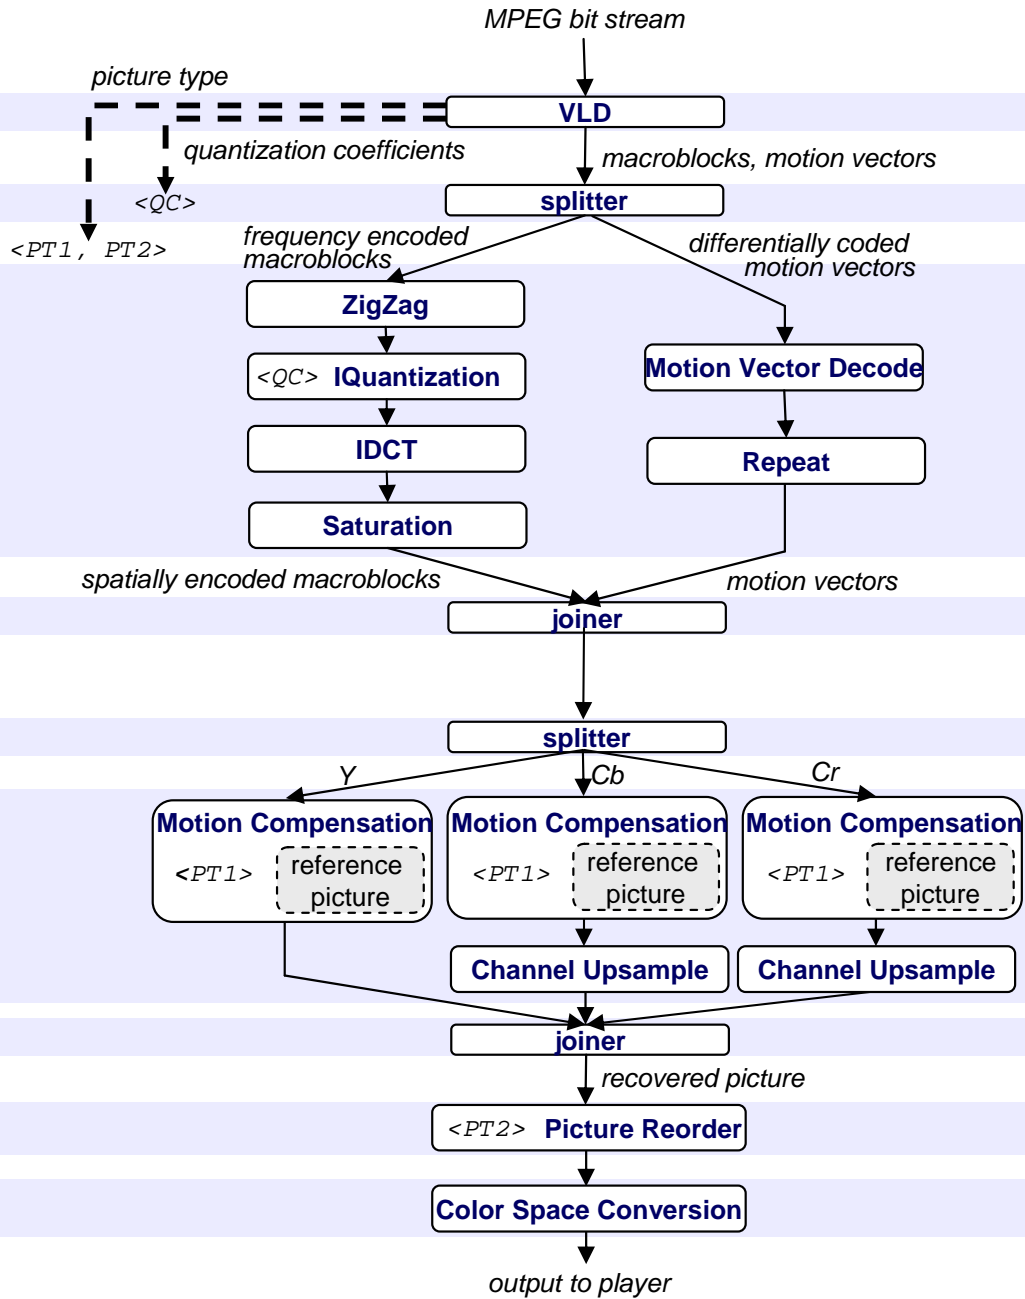 MPEG bit stream
picture type
VLD
quantization coefficients
macroblocks, motion vectors
<QC>
splitter
<PT1, PT2>
frequency encoded
macroblocks
differentially coded
motion vectors
ZigZag
<QC> IQuantization
Motion Vector Decode
IDCT
Repeat
Saturation
spatially encoded macroblocks
motion vectors
joiner
splitter
Y
Cb
Cr
Motion Compensation
<PT1>
reference
picture
Motion Compensation
<PT1>
reference
picture
Motion Compensation
<PT1>
reference
picture
Channel Upsample
Channel Upsample
joiner
recovered picture
<PT2> Picture Reorder
Color Space Conversion
output to player